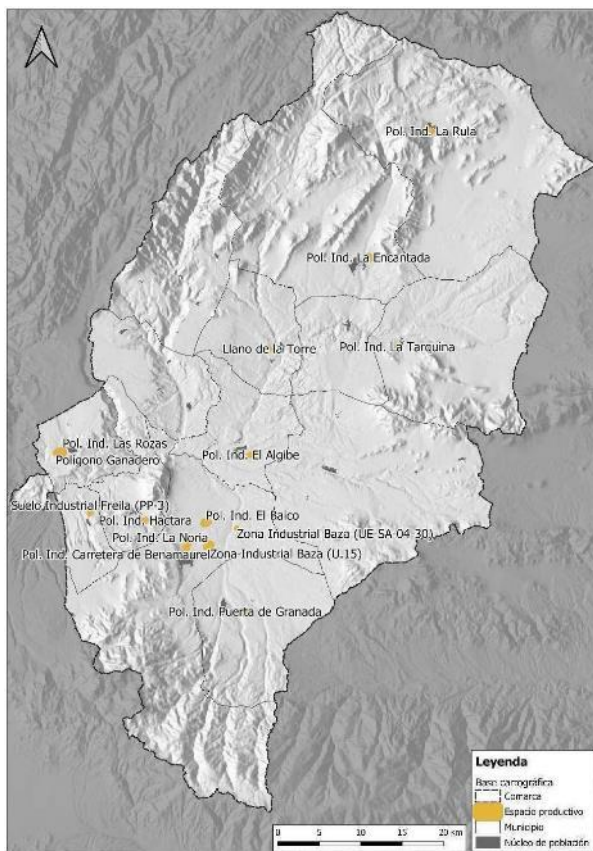 Pol. Ind. La Rula
Pol. Ind. La Encantada
Llano de la Torre
Pol. Ind. La Tarquina
Pol. Ind. Las Rozas
Polígono Ganadero
Pol. Ind. El Algibe
Suelo Industrial Freila (PP-3)
Pol. Ind. Hactara
Pol. Ind. El Baico
Pol. Ind. La Noria
Zona Industrial Baza (UE-SA-04-30)
Pol. Ind. Carretera de Benamaurel
Zona Industrial Baza (U.15)
Pol. Ind. Puerta de Granada
Leyenda
Base cartográfica
Comarca
Espacio productivo
Municipio
Núcleo de población
0 5 10 15 20 km